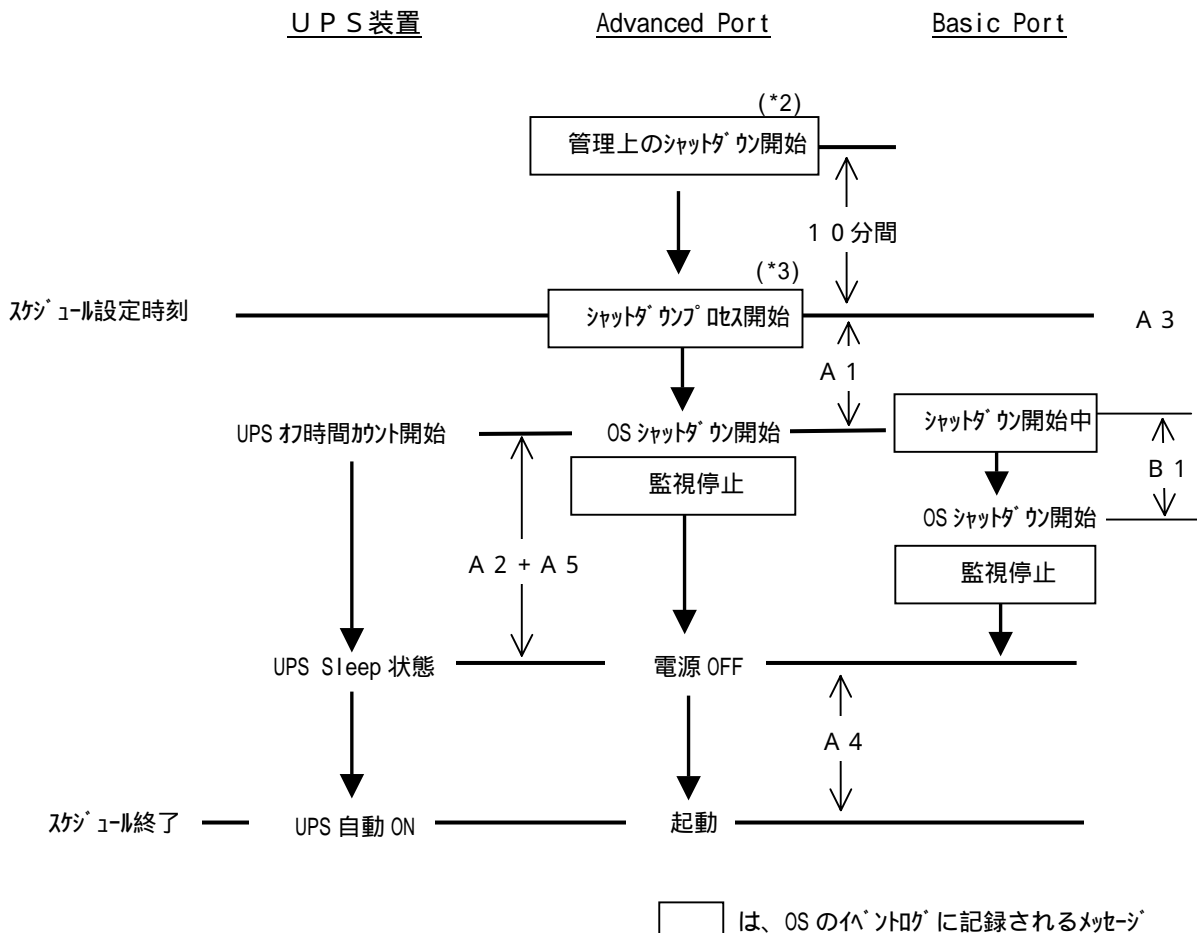 UPS装置 Advanced Port Basic Port
(*2)
管理上のｼｬｯﾄﾀﾞｳﾝ開始
10分間
(*3)
ｽｹｼﾞｭｰﾙ設定時刻 ｼｬｯﾄﾀﾞｳﾝﾌﾟﾛｾｽ開始 A3
A1
UPS ｵﾌ時間ｶｳﾝﾄ開始 OS ｼｬｯﾄﾀﾞｳﾝ開始 ｼｬｯﾄﾀﾞｳﾝ開始中
監視停止 B1
OS ｼｬｯﾄﾀﾞｳﾝ開始
A2+A5 監視停止
UPS Sleep 状態 電源 OFF
A4
ｽｹｼﾞｭｰﾙ終了 UPS 自動 ON 起動
は、OS のｲﾍﾞﾝﾄﾛｸﾞに記録されるﾒｯｾｰｼﾞ